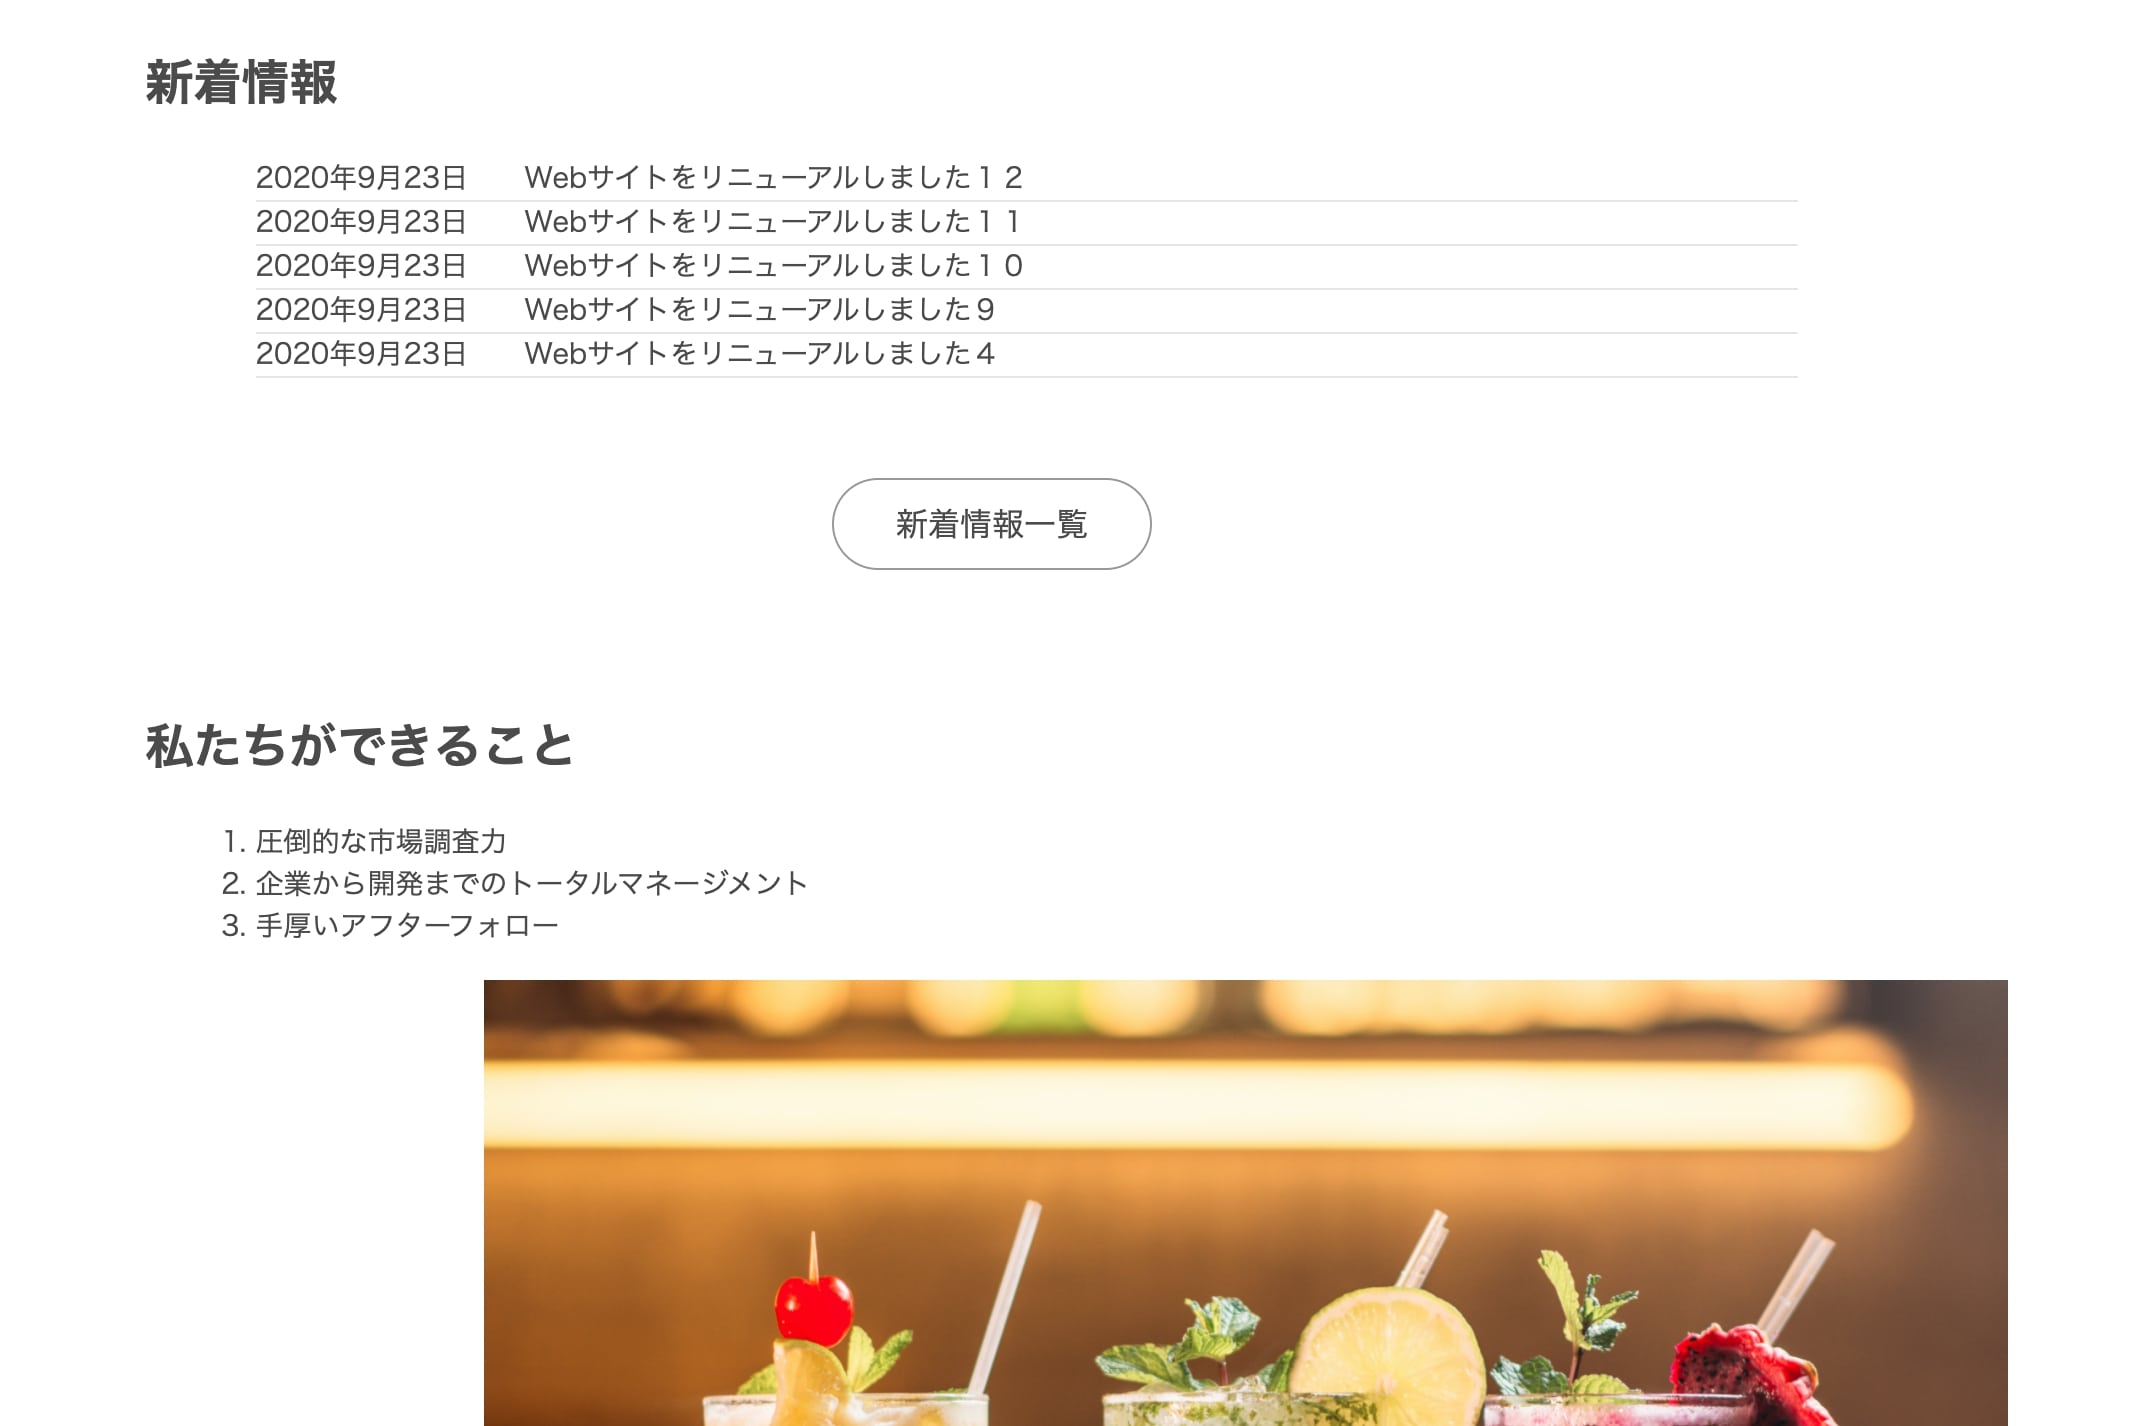 新着情報
2020年9月23日　Webサイトをリニューアルしました１２
2020年9月23日　Webサイトをリニューアルしました１１
2020年9月23日　Webサイトをリニューアルしました１０
2020年9月23日　Webサイトをリニューアルしました９
2020年9月23日　Webサイトをリニューアルしました４
新着情報一覧
私たちができること
1. 圧倒的な市場調査力
2. 企業から開発までのトータルマネージメント
3. 手厚いアフターフォロー